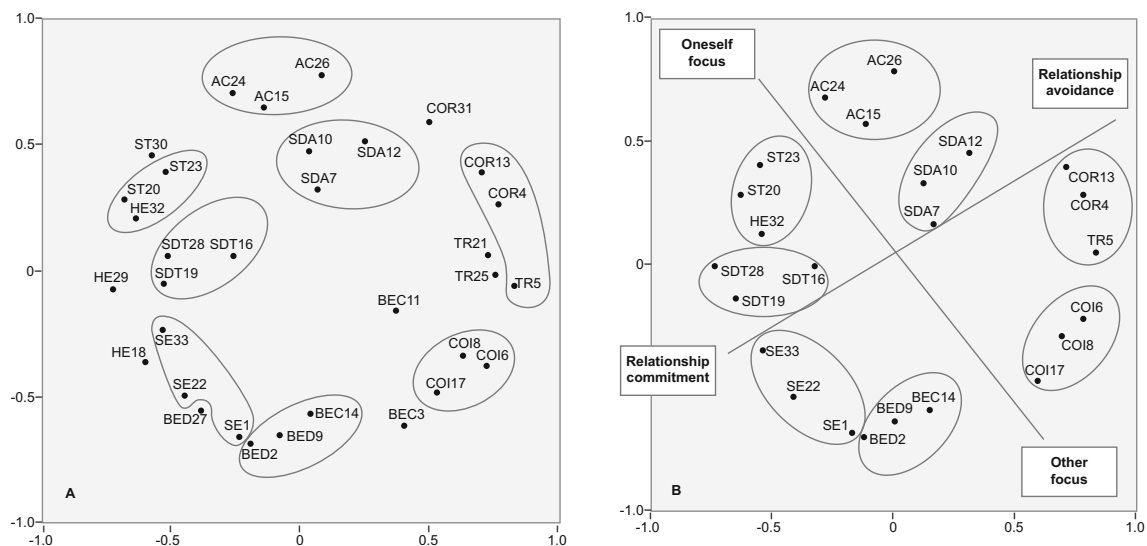 1.0
AC26
AC24
AC15
COR31
0.5
ST30
SDA10
SDA12
ST23
COR13
SDA7
ST20
COR4
HE32
SDT28
SDT16
TR21
0
SDT19
TR25
HE29
TR5
BEC11
SE33
HE18
COI8
COI6
SE22
COI17
-0.5
BED27
BEC14
BEC3
SE1
BED9
BED2
A
-1.0
-1.0
-0.5
0
0.5
1.0
1.0
Oneself
focus
AC26
Relationship
avoidance
AC24
AC15
0.5
SDA12
ST23
SDA10
COR13
ST20
COR4
SDA7
HE32
TR5
0
SDT28
SDT16
SDT19
COI6
SE33
COI8
Relationship
commitment
COI17
SE22
BEC14
BED9
SE1
BED2
Other
focus
B
-1.0
-1.0
-0.5
0
0.5
1.0